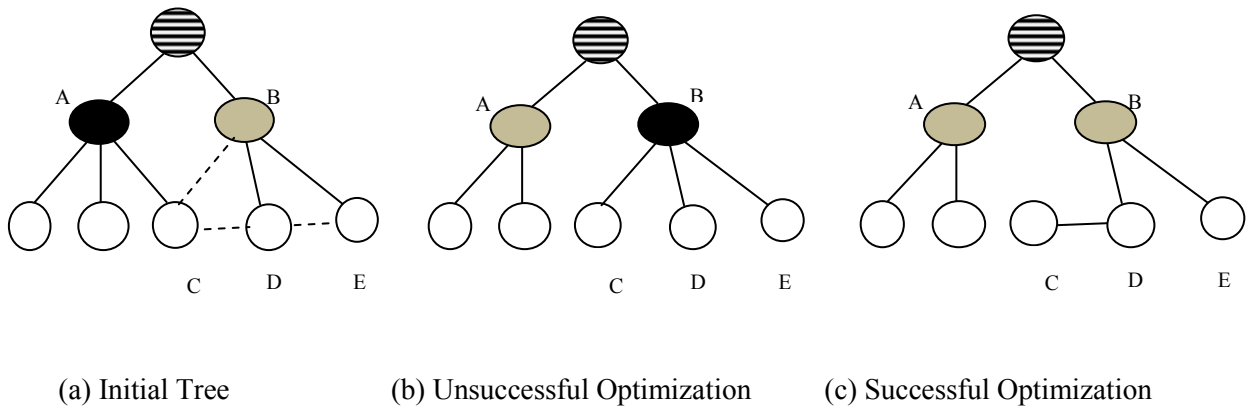 A B
C D E
A B
C D E
A B
C D E
(a) Initial Tree
(b) Unsuccessful Optimization
(c) Successful Optimization